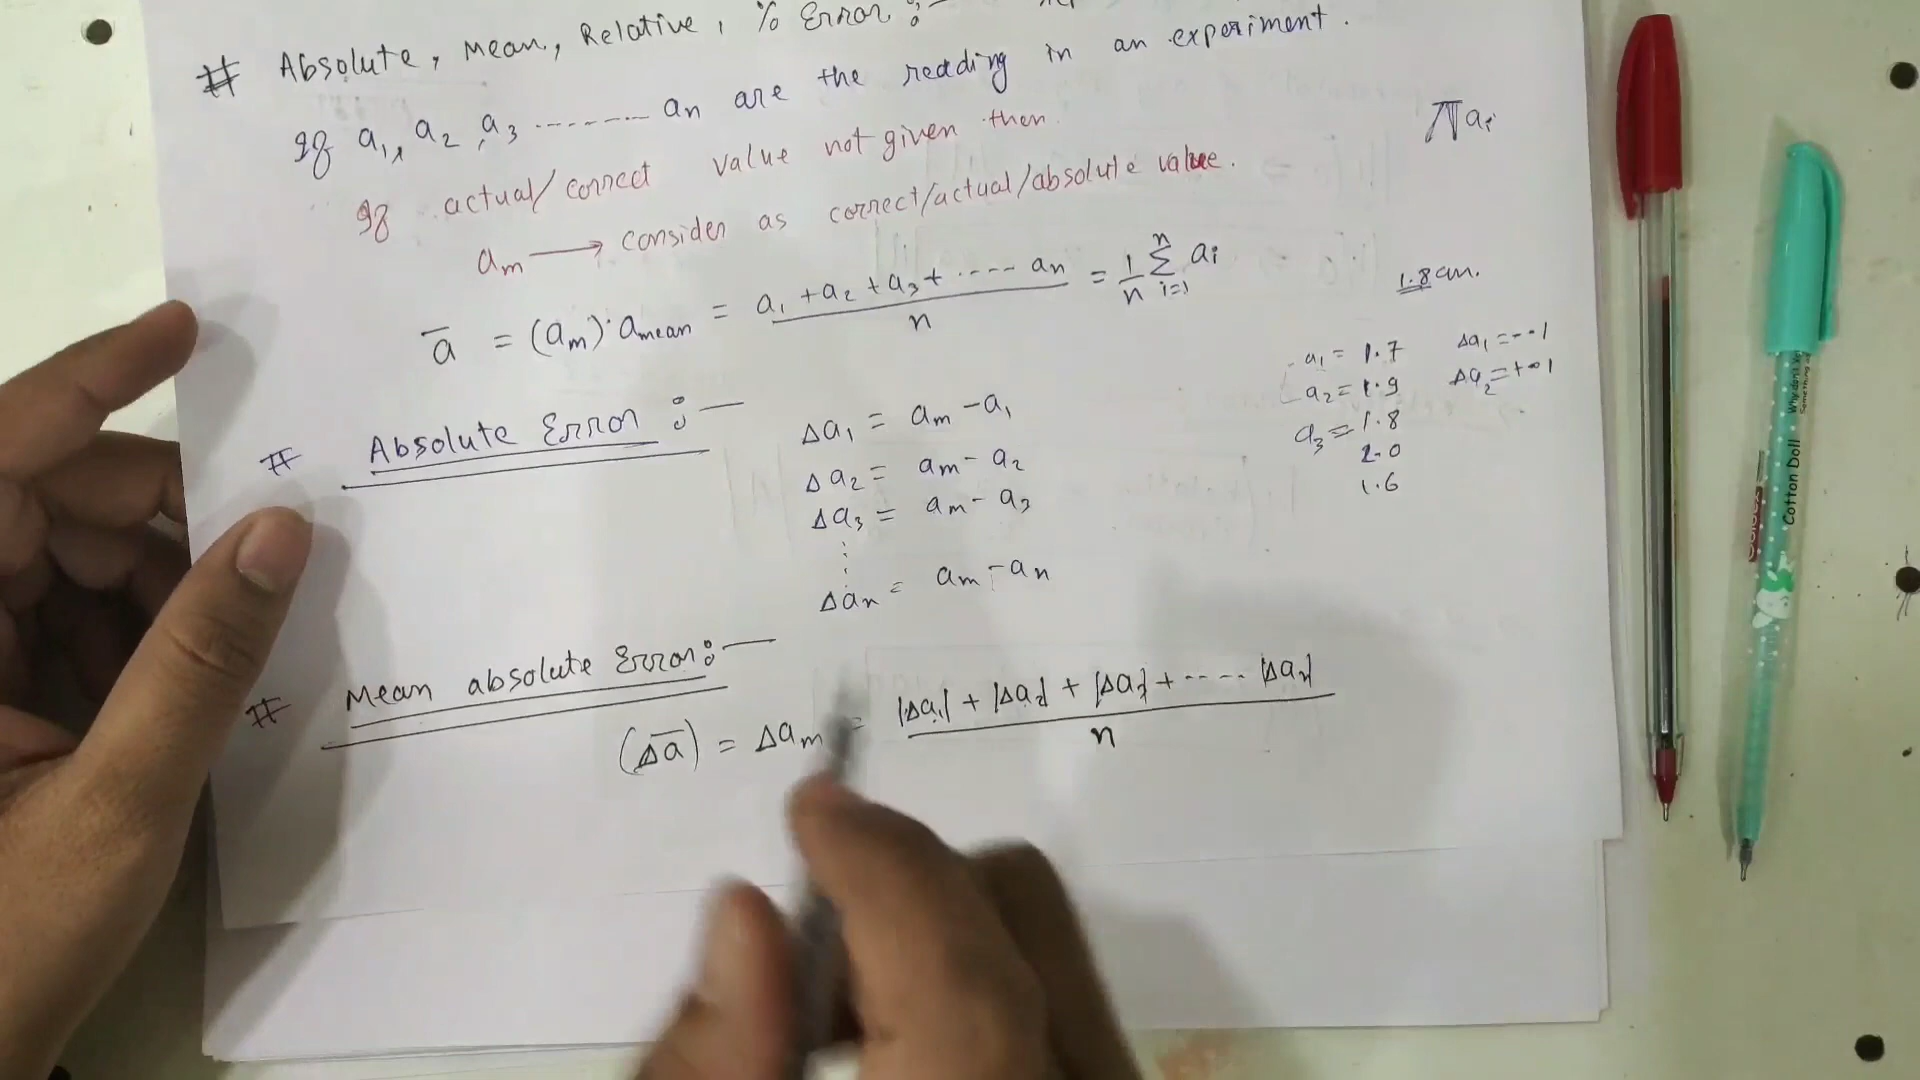 # Absolute, Mean, Relative, % Error :-
If a₁, a₂, a₃ -------- an are the reading in an experiment.
πaᵢ
If actual/correct value not given then
am → consider as correct/actual/absolute value.
ā = (am) amean = a₁ + a₂ + a₃ + ---- an / n = 1/n Σ i=1 n ai
1.8 cm.
a₁ = 1.7 Δa₁ = -.1
a₂ = 1.9 Δa₂ = +.1
a₃ = 1.8
2.0
1.6
# Absolute Error :-
Δa₁ = am - a₁
Δa₂ = am - a₂
Δa₃ = am - a₃
Δan = am - an
# Mean absolute Error :-
(Δā) = Δam = |Δa₁| + |Δa₂| + |Δa₃| + ---- |Δan| / n
Cotton Doll